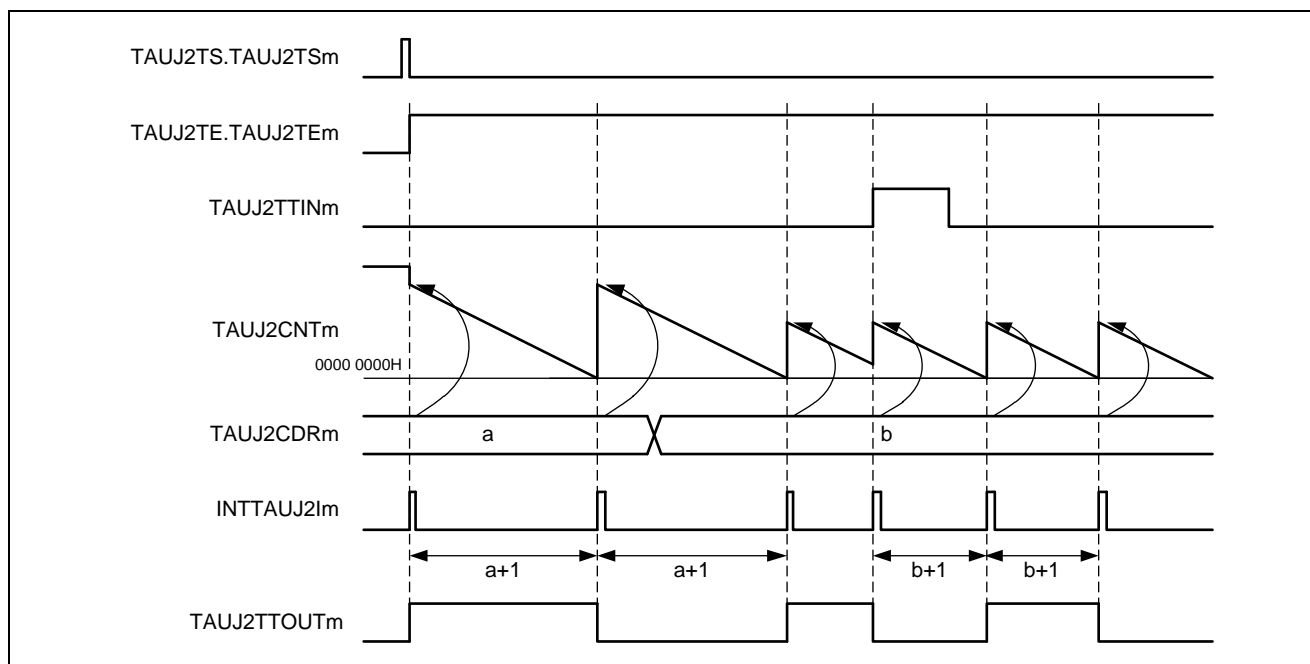 TAUJ2TS.TAUJ2TSm
TAUJ2TE.TAUJ2TEm
TAUJ2TTINm
TAUJ2CNTm
0000 0000H
TAUJ2CDRm
a
b
INTTAUJ2Im
a+1
a+1
b+1
b+1
TAUJ2TTOUTm